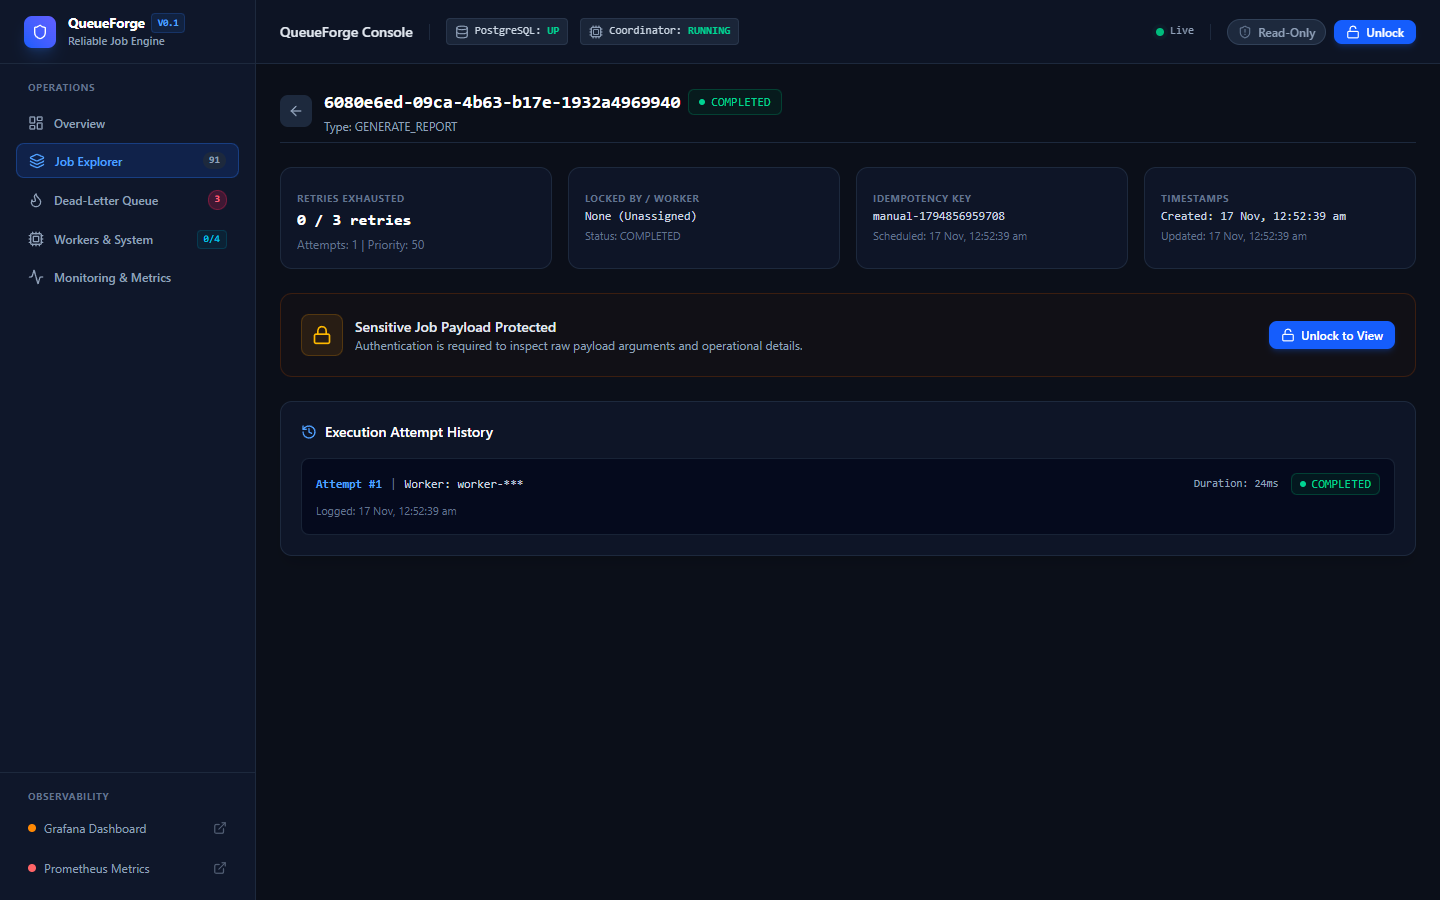 QueueForge V0.1
Reliable Job Engine
OPERATIONS
Overview
Job Explorer 91
Dead-Letter Queue 3
Workers & System 0/4
Monitoring & Metrics
OBSERVABILITY
Grafana Dashboard
Prometheus Metrics
QueueForge Console PostgreSQL: UP Coordinator: RUNNING Live Read-Only Unlock
6080e6ed-09ca-4b63-b17e-1932a4969940 COMPLETED
Type: GENERATE_REPORT
RETRIES EXHAUSTED
0 / 3 retries
Attempts: 1 | Priority: 50
LOCKED BY / WORKER
None (Unassigned)
Status: COMPLETED
IDEMPOTENCY KEY
manual-1794856959708
Scheduled: 17 Nov, 12:52:39 am
TIMESTAMPS
Created: 17 Nov, 12:52:39 am
Updated: 17 Nov, 12:52:39 am
Sensitive Job Payload Protected
Authentication is required to inspect raw payload arguments and operational details.
Unlock to View
Execution Attempt History
Attempt #1 | Worker: worker-*** Duration: 24ms COMPLETED
Logged: 17 Nov, 12:52:39 am